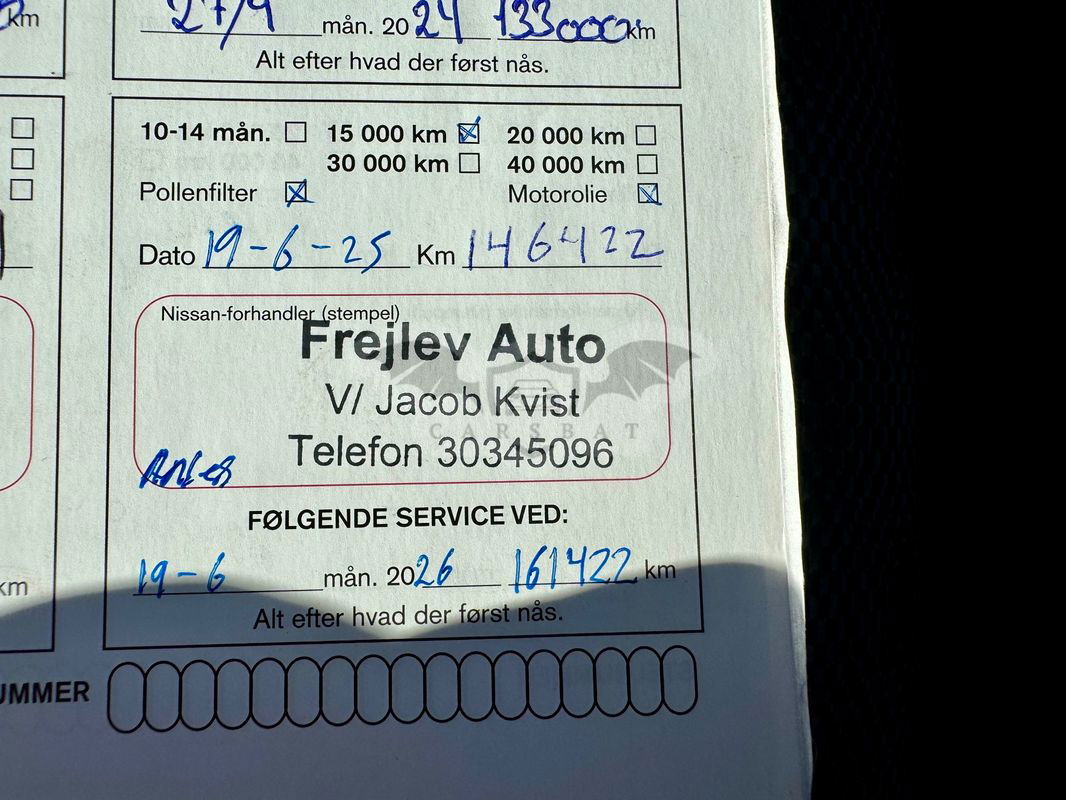 km
27/9 mån. 2024 133000 km
Alt efter hvad der først nås.
10-14 mån. 15 000 km 20 000 km
30 000 km 40 000 km
Pollenfilter Motorolie
Dato 19-6-25 Km 146422
Nissan-forhandler (stempel)
Frejlev Auto
V/ Jacob Kvist
CARSBAT
Telefon 30345096
FØLGENDE SERVICE VED:
19-6 mån. 2026 161422 km
km
Alt efter hvad der først nås.
UMMER